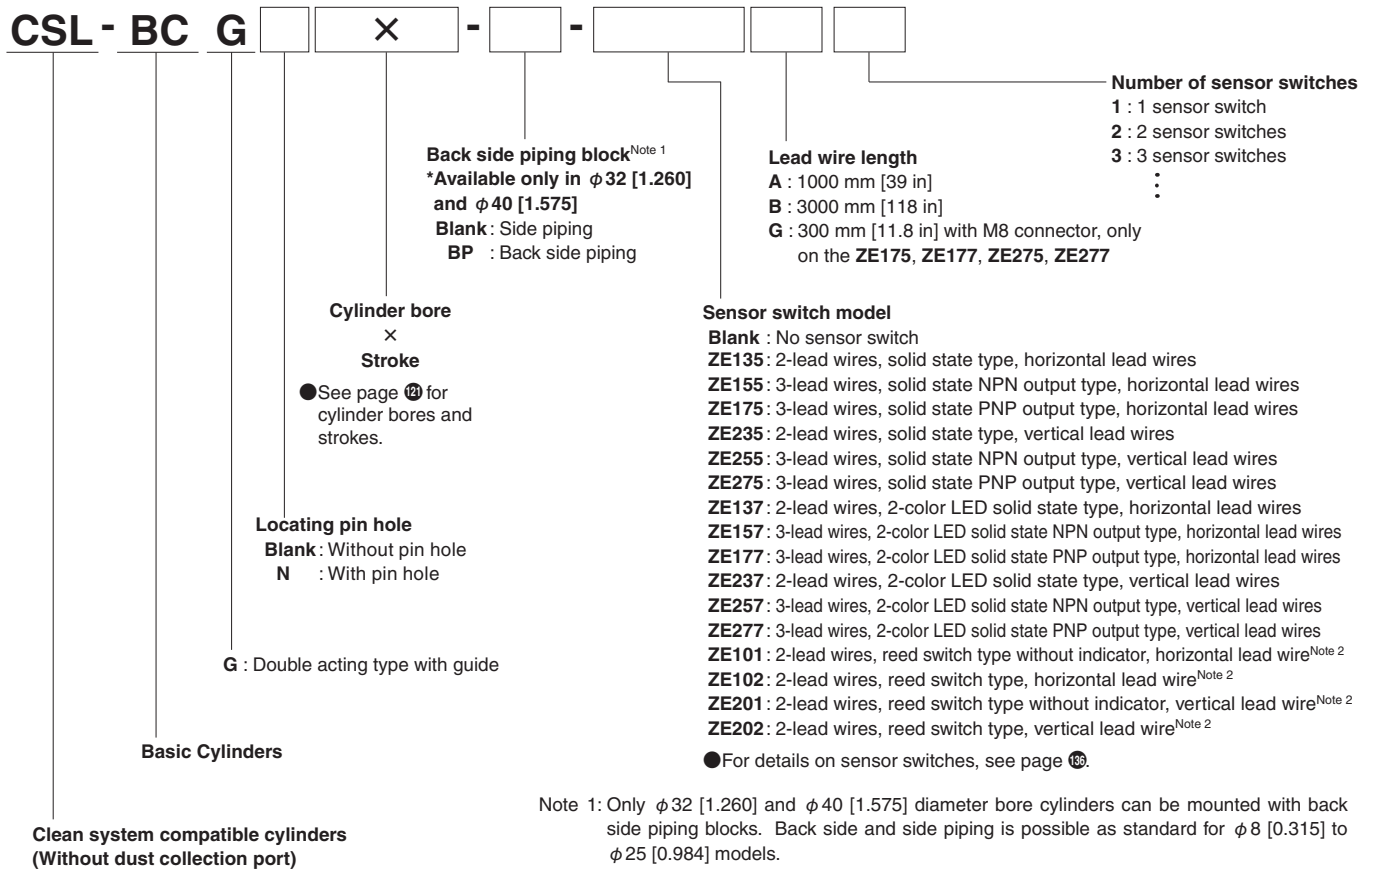 CSL - BC G × - -
Number of sensor switches
1 : 1 sensor switch
2 : 2 sensor switches
3 : 3 sensor switches
⋮
Back side piping block Note 1
*Available only in φ32 [1.260]
and φ40 [1.575]
Blank : Side piping
BP : Back side piping
Lead wire length
A : 1000 mm [39 in]
B : 3000 mm [118 in]
G : 300 mm [11.8 in] with M8 connector, only
on the ZE175, ZE177, ZE275, ZE277
Cylinder bore
×
Stroke
●See page 121 for
cylinder bores and
strokes.
Sensor switch model
Blank : No sensor switch
ZE135 : 2-lead wires, solid state type, horizontal lead wires
ZE155 : 3-lead wires, solid state NPN output type, horizontal lead wires
ZE175 : 3-lead wires, solid state PNP output type, horizontal lead wires
ZE235 : 2-lead wires, solid state type, vertical lead wires
ZE255 : 3-lead wires, solid state NPN output type, vertical lead wires
ZE275 : 3-lead wires, solid state PNP output type, vertical lead wires
ZE137 : 2-lead wires, 2-color LED solid state type, horizontal lead wires
ZE157 : 3-lead wires, 2-color LED solid state NPN output type, horizontal lead wires
ZE177 : 3-lead wires, 2-color LED solid state PNP output type, horizontal lead wires
ZE237 : 2-lead wires, 2-color LED solid state type, vertical lead wires
ZE257 : 3-lead wires, 2-color LED solid state NPN output type, vertical lead wires
ZE277 : 3-lead wires, 2-color LED solid state PNP output type, vertical lead wires
ZE101 : 2-lead wires, reed switch type without indicator, horizontal lead wire Note 2
ZE102 : 2-lead wires, reed switch type, horizontal lead wire Note 2
ZE201 : 2-lead wires, reed switch type without indicator, vertical lead wire Note 2
ZE202 : 2-lead wires, reed switch type, vertical lead wire Note 2
●For details on sensor switches, see page 136.
Locating pin hole
Blank : Without pin hole
N : With pin hole
G : Double acting type with guide
Basic Cylinders
Clean system compatible cylinders
(Without dust collection port)
Note 1: Only φ32 [1.260] and φ40 [1.575] diameter bore cylinders can be mounted with back
side piping blocks. Back side and side piping is possible as standard for φ8 [0.315] to
φ25 [0.984] models.